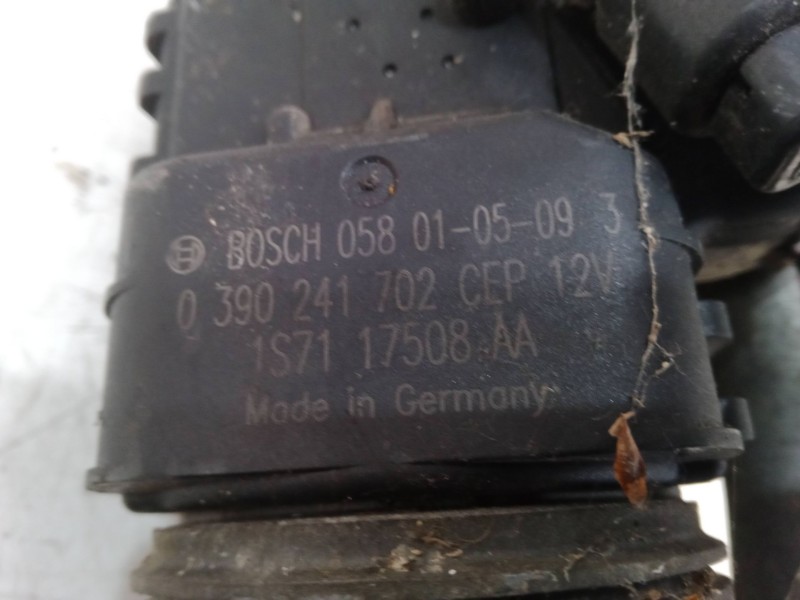 BOSCH 058 01-05-09 3
0 390 241 702 CEP 12V
1S71 17508 AA
Made in Germany